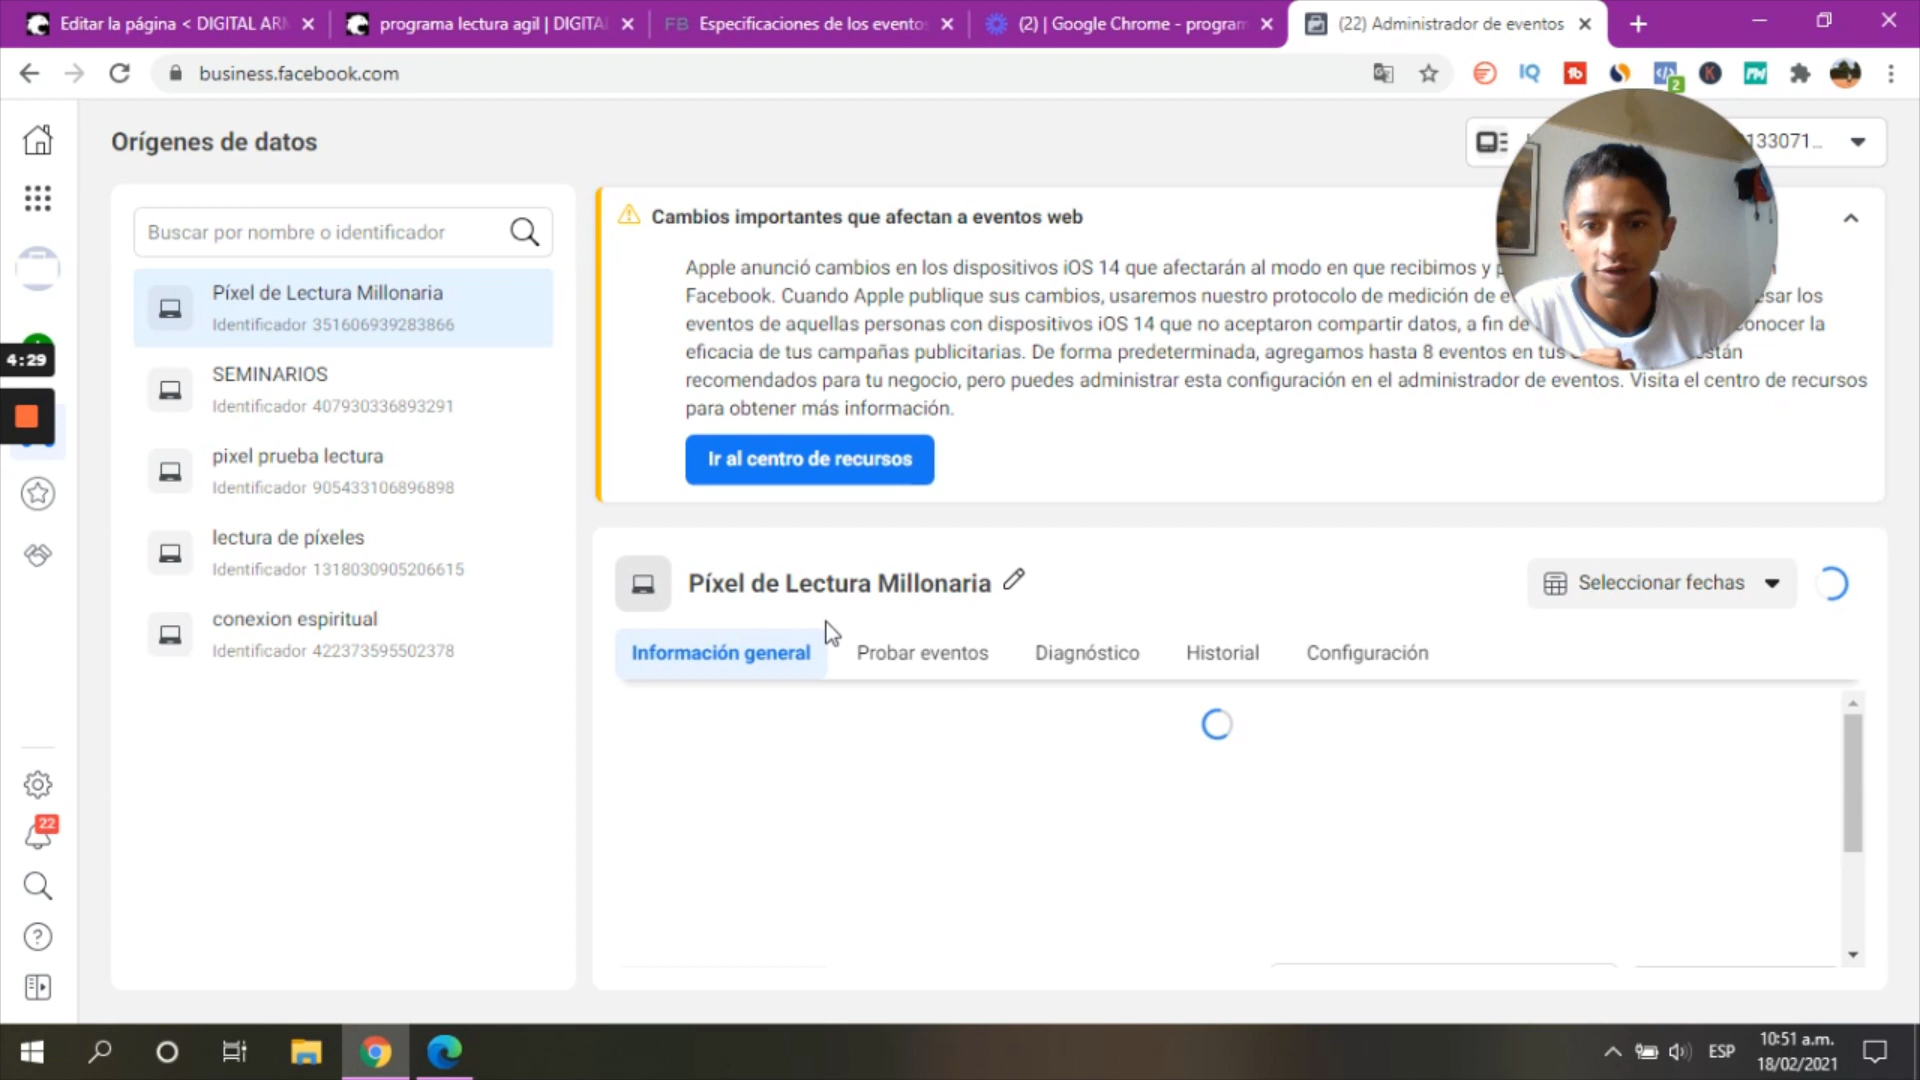 Editar la página < DIGITAL ARM
programa lectura agil | DIGITAL
FB Especificaciones de los eventos
(2) | Google Chrome - program
(22) Administrador de eventos
business.facebook.com
2
Orígenes de datos
133071...
Buscar por nombre o identificador
Píxel de Lectura Millonaria
Identificador 351606939283866
SEMINARIOS
Identificador 407930336893291
pixel prueba lectura
Identificador 905433106896898
lectura de píxeles
Identificador 1318030905206615
conexion espiritual
Identificador 422373595502378
4:29
22
Cambios importantes que afectan a eventos web
Apple anunció cambios en los dispositivos iOS 14 que afectarán al modo en que recibimos y
Facebook. Cuando Apple publique sus cambios, usaremos nuestro protocolo de medición de los
eventos de aquellas personas con dispositivos iOS 14 que no aceptaron compartir datos, a fin de conocer la
eficacia de tus campañas publicitarias. De forma predeterminada, agregamos hasta 8 eventos en tus están
recomendados para tu negocio, pero puedes administrar esta configuración en el administrador de eventos. Visita el centro de recursos
para obtener más información.
Ir al centro de recursos
Píxel de Lectura Millonaria
Seleccionar fechas
Información general Probar eventos Diagnóstico Historial Configuración
ESP
10:51 a.m.
18/02/2021